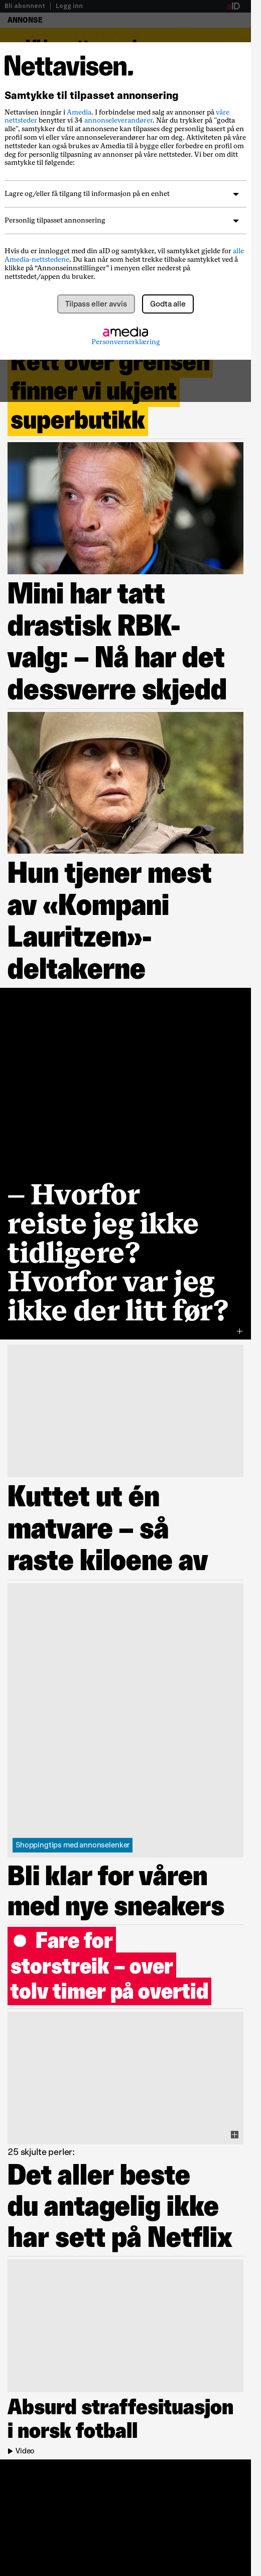 Bli abonnent | Logg inn
aID
ANNONSE
Nettavisen.
Samtykke til tilpasset annonsering
Nettavisen inngår i Amedia. I forbindelse med salg av annonser på våre
nettsteder benytter vi 34 annonseleverandører. Når du trykker på "godta
alle", samtykker du til at annonsene kan tilpasses deg personlig basert på en
profil som vi eller våre annonseleverandører har om deg. Aktiviteter på våre
nettsteder kan også brukes av Amedia til å bygge eller forbedre en profil om
deg for personlig tilpasning av annonser på våre nettsteder. Vi ber om ditt
samtykke til følgende:
Lagre og/eller få tilgang til informasjon på en enhet
Personlig tilpasset annonsering
Hvis du er innlogget med din aID og samtykker, vil samtykket gjelde for alle
Amedia-nettstedene. Du kan når som helst trekke tilbake samtykket ved å
klikke på “Annonseinnstillinger” i menyen eller nederst på
nettstedet/appen du bruker.
Tilpass eller avvis
Godta alle
amedia
Personvernerklæring
Rett over grensen
finner vi ukjent
superbutikk
Mini har tatt
drastisk RBK-
valg: – Nå har det
dessverre skjedd
Hun tjener mest
av «Kompani
Lauritzen»-
deltakerne
– Hvorfor
reiste jeg ikke
tidligere?
Hvorfor var jeg
ikke der litt før?
Kuttet ut én
matvare – så
raste kiloene av
Shoppingtips med annonselenker
Bli klar for våren
med nye sneakers
Fare for
storstreik – over
tolv timer på overtid
25 skjulte perler:
Det aller beste
du antagelig ikke
har sett på Netflix
Absurd straffesituasjon
i norsk fotball
Video